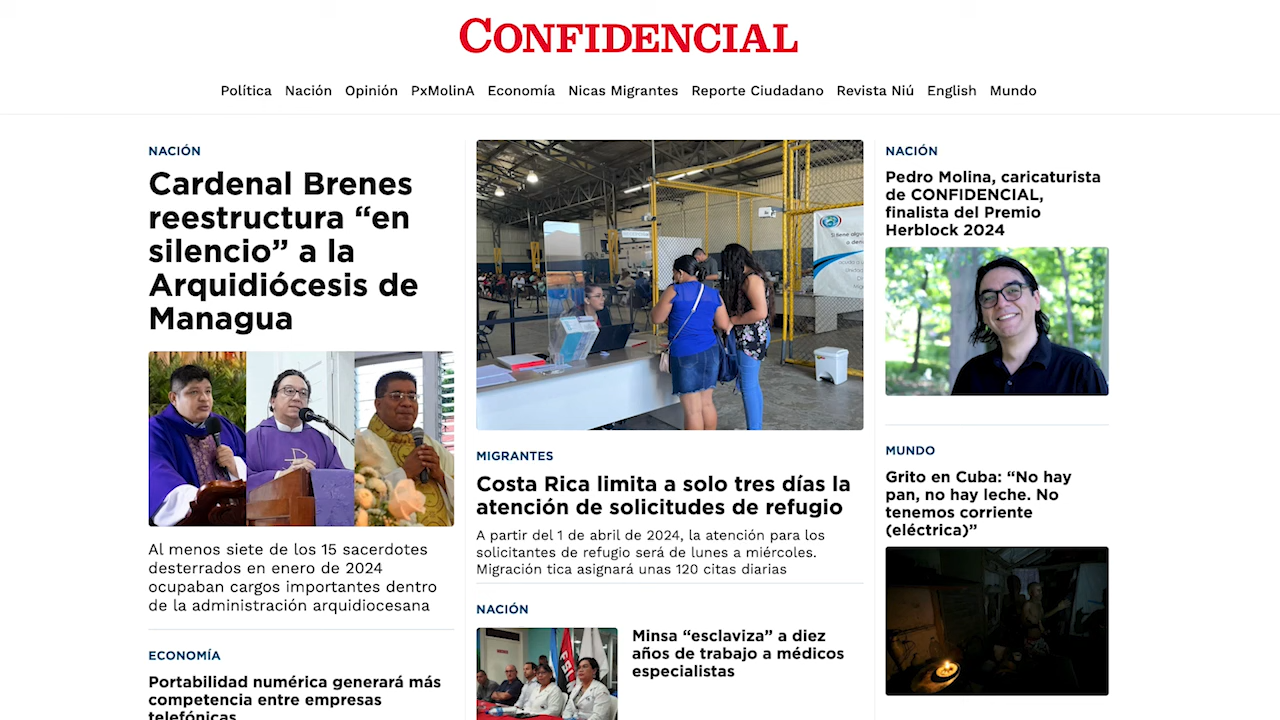 CONFIDENCIAL
Política Nación Opinión PxMolinA Economía Nicas Migrantes Reporte Ciudadano Revista Niú English Mundo
NACIÓN
Cardenal Brenes
reestructura “en
silencio” a la
Arquidiócesis de
Managua
Al menos siete de los 15 sacerdotes
desterrados en enero de 2024
ocupaban cargos importantes dentro
de la administración arquidiocesana
ECONOMÍA
Portabilidad numérica generará más
competencia entre empresas
telefónicas
MIGRANTES
Costa Rica limita a solo tres días la
atención de solicitudes de refugio
A partir del 1 de abril de 2024, la atención para los
solicitantes de refugio será de lunes a miércoles.
Migración tica asignará unas 120 citas diarias
NACIÓN
Minsa “esclaviza” a diez
años de trabajo a médicos
especialistas
NACIÓN
Pedro Molina, caricaturista
de CONFIDENCIAL,
finalista del Premio
Herblock 2024
MUNDO
Grito en Cuba: “No hay
pan, no hay leche. No
tenemos corriente
(eléctrica)”